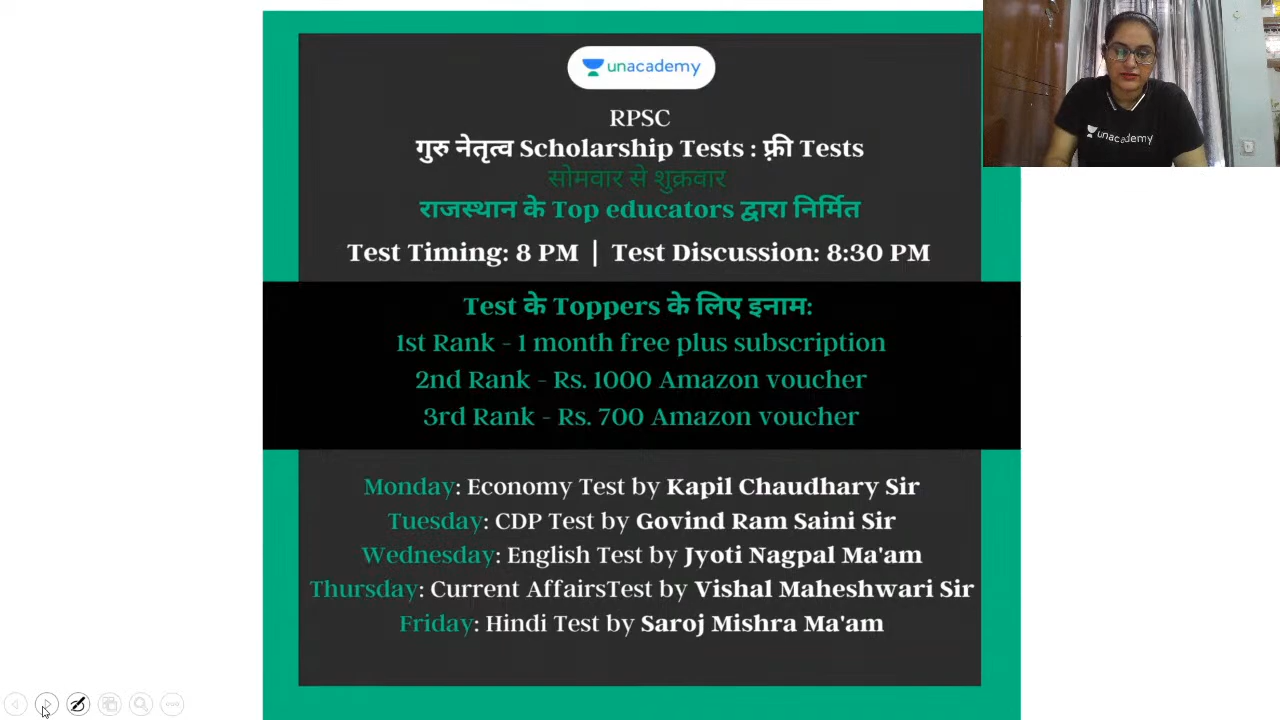 unacademy
RPSC
गुरु नेतृत्व Scholarship Tests : फ़्री Tests
सोमवार से शुक्रवार
राजस्थान के Top educators द्वारा निर्मित
Test Timing: 8 PM | Test Discussion: 8:30 PM
Test के Toppers के लिए इनाम:
1st Rank - 1 month free plus subscription
2nd Rank - Rs. 1000 Amazon voucher
3rd Rank - Rs. 700 Amazon voucher
Monday: Economy Test by Kapil Chaudhary Sir
Tuesday: CDP Test by Govind Ram Saini Sir
Wednesday: English Test by Jyoti Nagpal Ma'am
Thursday: Current AffairsTest by Vishal Maheshwari Sir
Friday: Hindi Test by Saroj Mishra Ma'am
unacademy